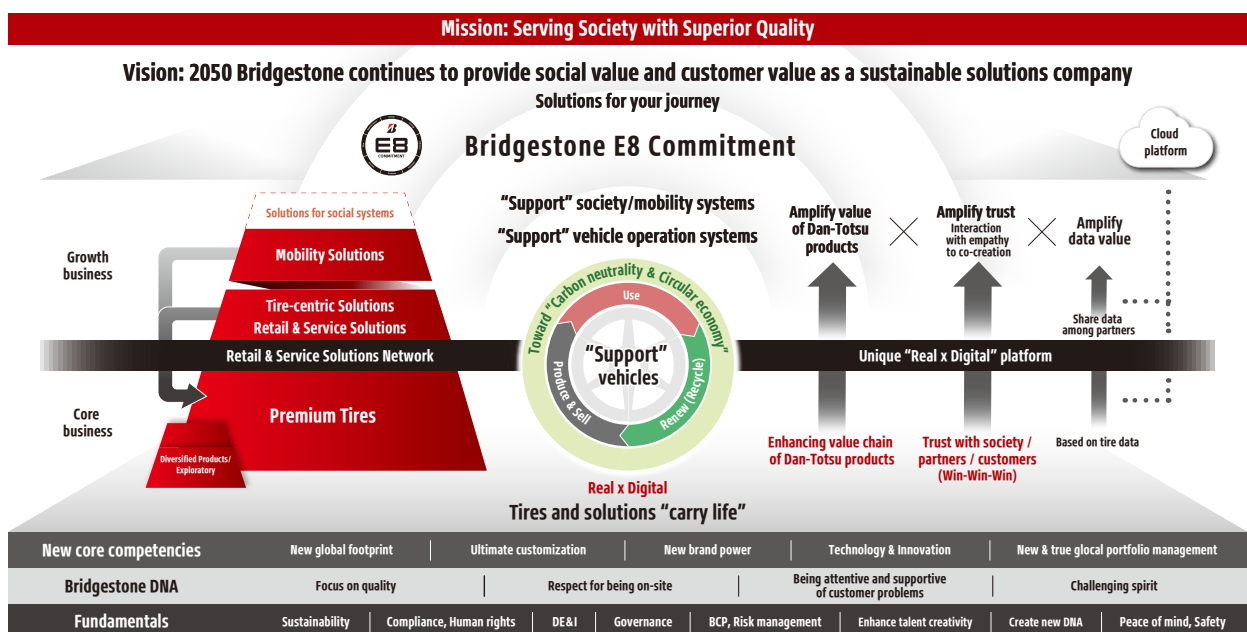 Mission: Serving Society with Superior Quality
Vision: 2050 Bridgestone continues to provide social value and customer value as a sustainable solutions company
Solutions for your journey
E8
COMMITMENT
Bridgestone E8 Commitment
Cloud
platform
Solutions for social systems
Mobility Solutions
Growth
business
Tire-centric Solutions
Retail & Service Solutions
Retail & Service Solutions Network
Core
business
Premium Tires
Diversified Products/
Exploratory
“Support” society/mobility systems
“Support” vehicle operation systems
Toward “Carbon neutrality & Circular economy”
Use
Produce & Sell
Renew (Recycle)
“Support”
vehicles
Real x Digital
Tires and solutions “carry life”
Amplify value
of Dan-Totsu
products
Amplify trust
Interaction
with empathy
to co-creation
Amplify
data value
Share data
among partners
Unique “Real x Digital” platform
Enhancing value chain
of Dan-Totsu products
Trust with society /
partners / customers
(Win-Win-Win)
Based on tire data
New core competencies
New global footprint
Ultimate customization
New brand power
Technology & Innovation
New & true glocal portfolio management
Bridgestone DNA
Focus on quality
Respect for being on-site
Being attentive and supportive
of customer problems
Challenging spirit
Fundamentals
Sustainability
Compliance, Human rights
DE&I
Governance
BCP, Risk management
Enhance talent creativity
Create new DNA
Peace of mind, Safety